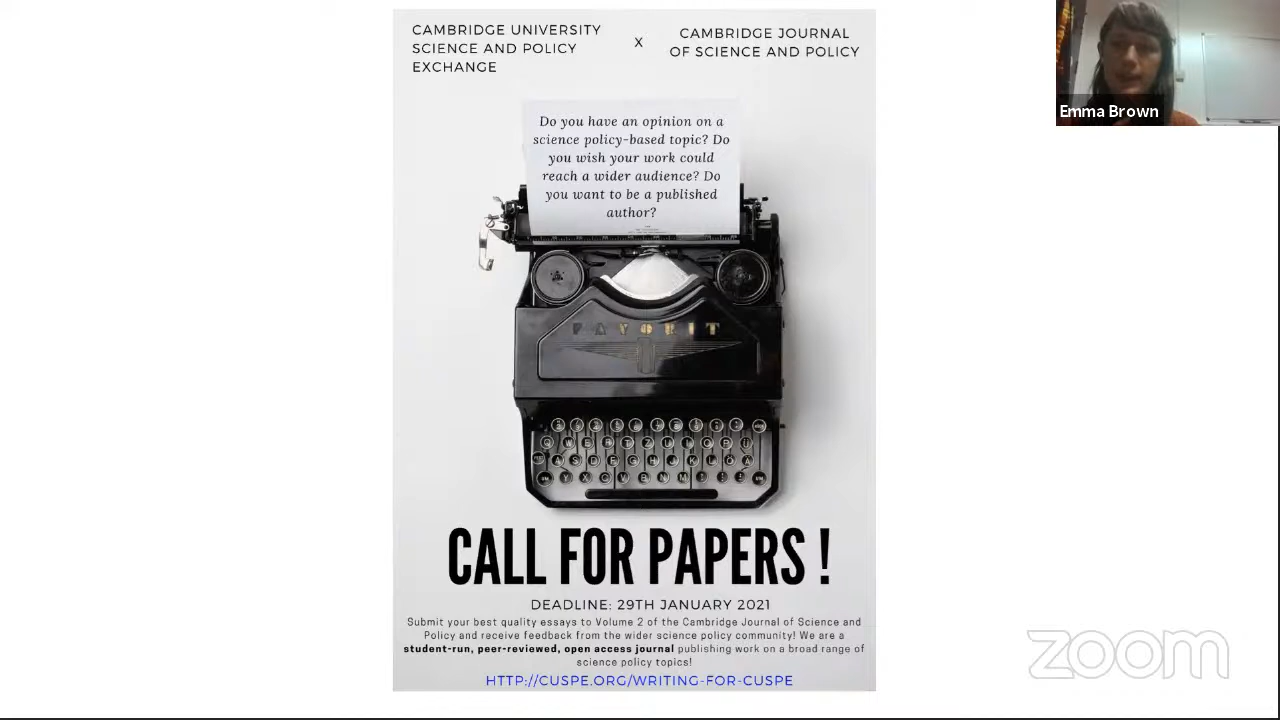 CAMBRIDGE UNIVERSITY
SCIENCE AND POLICY
EXCHANGE
X
CAMBRIDGE JOURNAL
OF SCIENCE AND POLICY
Emma Brown
Do you have an opinion on a
science policy-based topic? Do
you wish your work could
reach a wider audience? Do
you want to be a published
author?
FAVORIT
Q W E R T Z U I O P Ü
A S D F G H J K L Ö Ä
Y X C V B N M
CALL FOR PAPERS !
DEADLINE: 29TH JANUARY 2021
Submit your best quality essays to Volume 2 of the Cambridge Journal of Science and
Policy and receive feedback from the wider science policy community! We are a
student-run, peer-reviewed, open access journal publishing work on a broad range of
science policy topics!
HTTP://CUSPE.ORG/WRITING-FOR-CUSPE
zoom